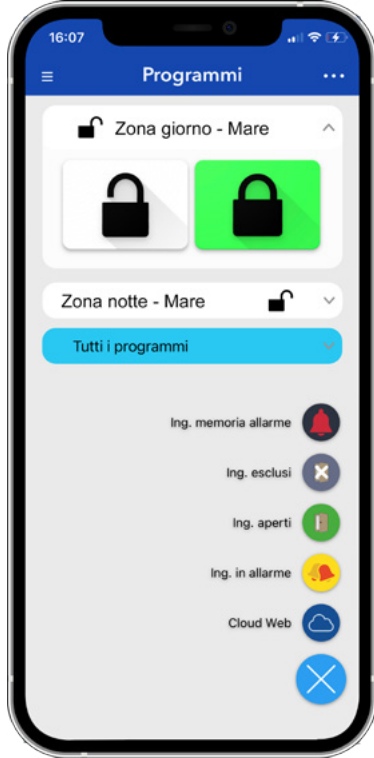 16:07
Programmi
Zona giorno - Mare
Zona notte - Mare
Tutti i programmi
Ing. memoria allarme
Ing. esclusi
Ing. aperti
Ing. in allarme
Cloud Web